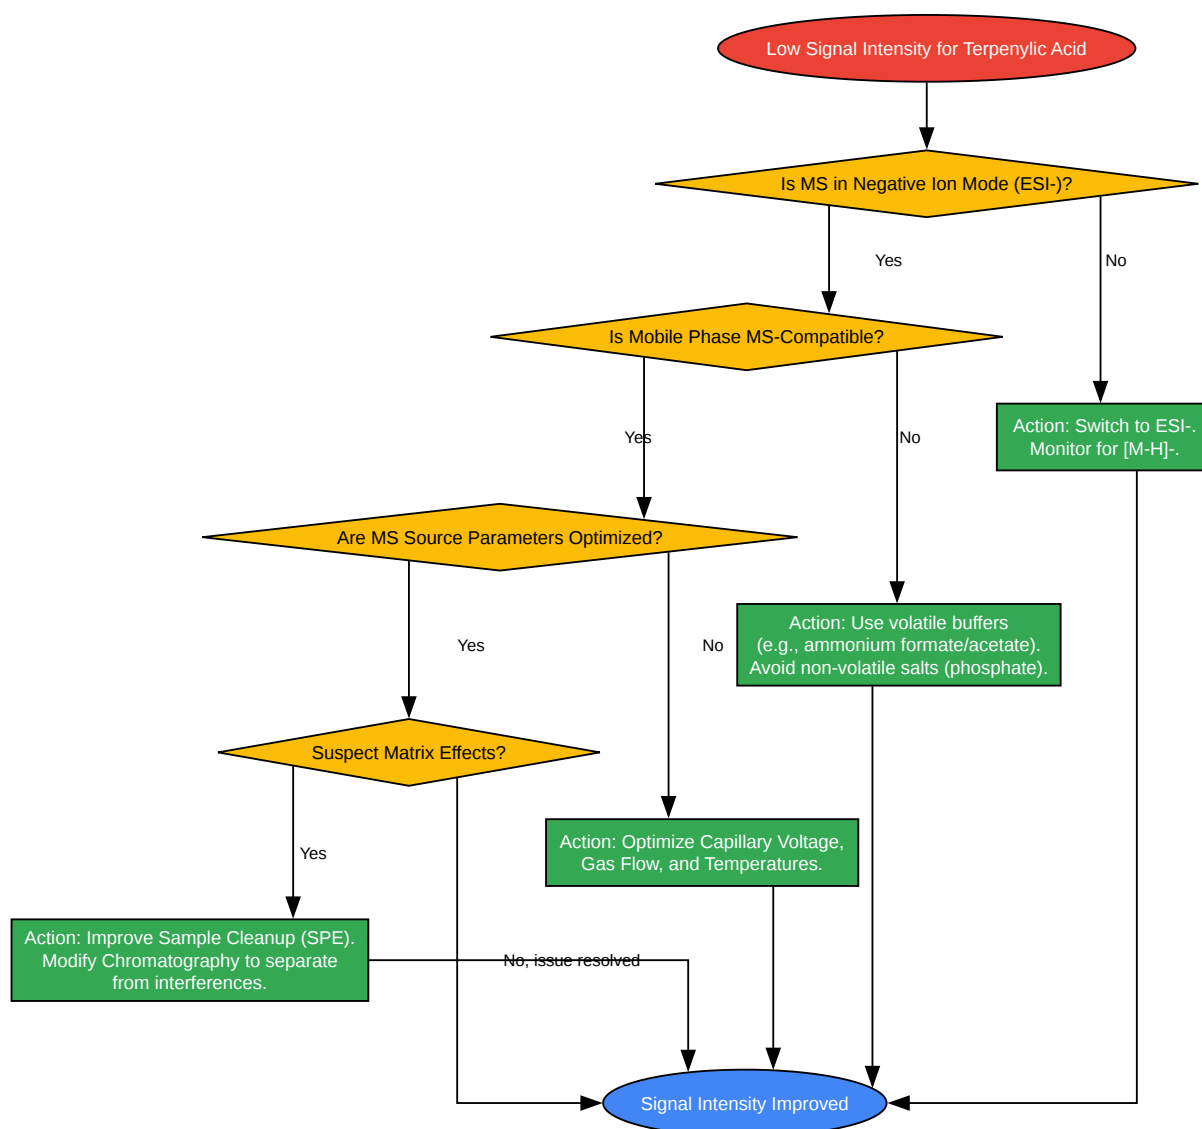 Low Signal Intensity for Terpenylic Acid
Is MS in Negative Ion Mode (ESI-)?
Yes
No
Is Mobile Phase MS-Compatible?
Yes
No
Action: Switch to ESI-.
Monitor for [M-H]-.
Are MS Source Parameters Optimized?
Yes
No
Action: Use volatile buffers
(e.g., ammonium formate/acetate).
Avoid non-volatile salts (phosphate).
Suspect Matrix Effects?
Yes
Action: Optimize Capillary Voltage,
Gas Flow, and Temperatures.
Action: Improve Sample Cleanup (SPE).
Modify Chromatography to separate
from interferences.
No, issue resolved
Signal Intensity Improved